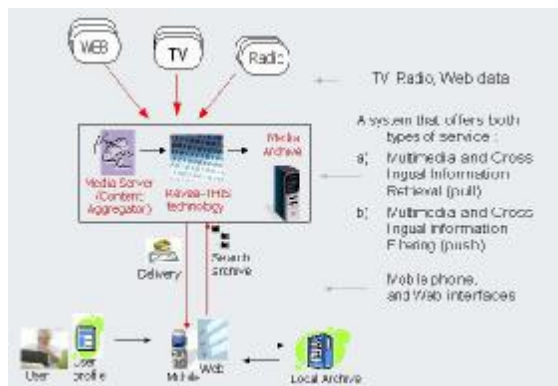 WEB
TV
Radio
TV Radio, Web data
Media
Archive
Media Server
(Content
Aggregator)
Reveal-THIS
technology
A system that offers both
types of service :
a) Multimedia and Cross
lingual Information
Retrieval (pull)
b) Multimedia and Cross
lingual Information
Filtering (push)
Delivery
Search
archive
Mobile phone,
and Web interfaces
User
User
profile
Mobile
Web
Local Archive